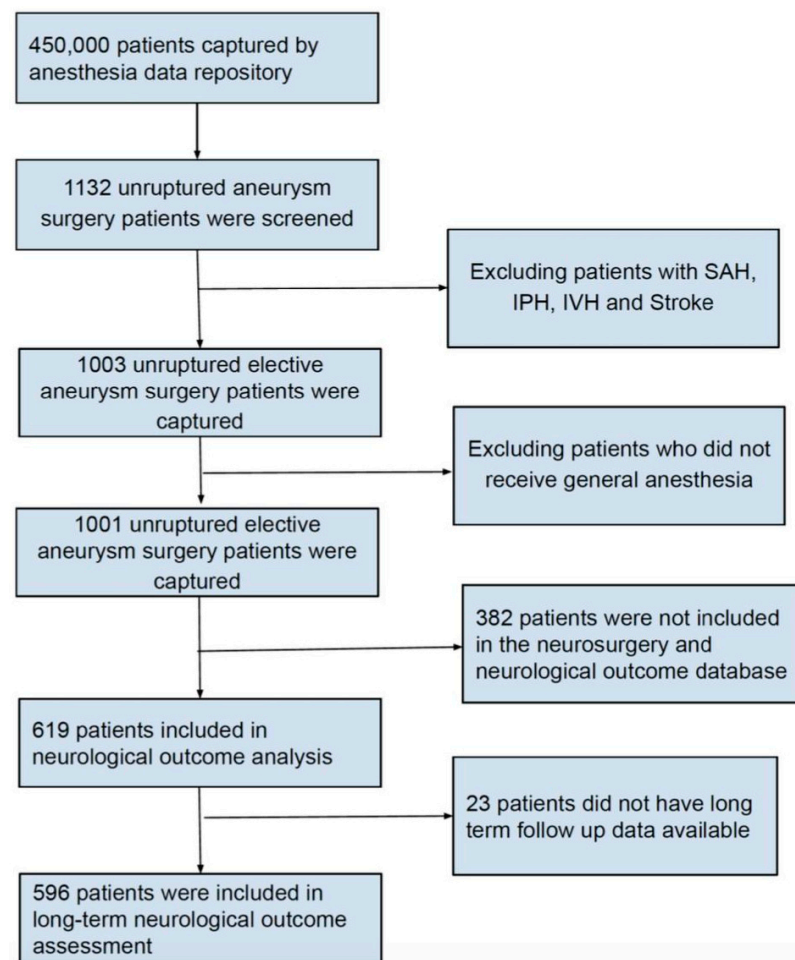 450,000 patients captured by
anesthesia data repository
1132 unruptured aneurysm
surgery patients were screened
Excluding patients with SAH,
IPH, IVH and Stroke
1003 unruptured elective
aneurysm surgery patients were
captured
Excluding patients who did not
receive general anesthesia
1001 unruptured elective
aneurysm surgery patients were
captured
382 patients were not included
in the neurosurgery and
neurological outcome database
619 patients included in
neurological outcome analysis
23 patients did not have long
term follow up data available
596 patients were included in
long-term neurological outcome
assessment